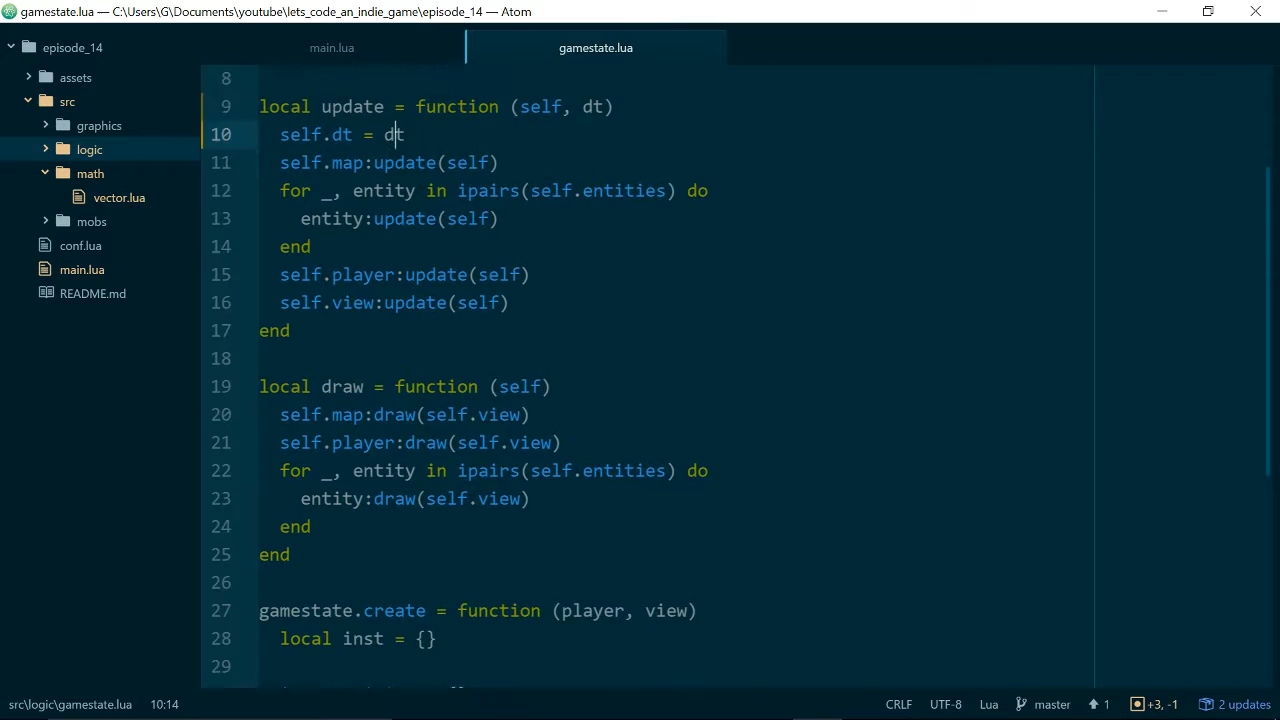 gamestate.lua — C:\Users\G\Documents\youtube\lets_code_an_indie_game\episode_14 — Atom
episode_14
assets
src
graphics
logic
math
vector.lua
mobs
conf.lua
main.lua
README.md
main.lua
gamestate.lua
8
9 local update = function (self, dt)
10 self.dt = dt
11 self.map:update(self)
12 for _, entity in ipairs(self.entities) do
13 entity:update(self)
14 end
15 self.player:update(self)
16 self.view:update(self)
17 end
18
19 local draw = function (self)
20 self.map:draw(self.view)
21 self.player:draw(self.view)
22 for _, entity in ipairs(self.entities) do
23 entity:draw(self.view)
24 end
25 end
26
27 gamestate.create = function (player, view)
28 local inst = {}
29
src\logic\gamestate.lua 10:14 CRLF UTF-8 Lua master 1 +3, -1 2 updates